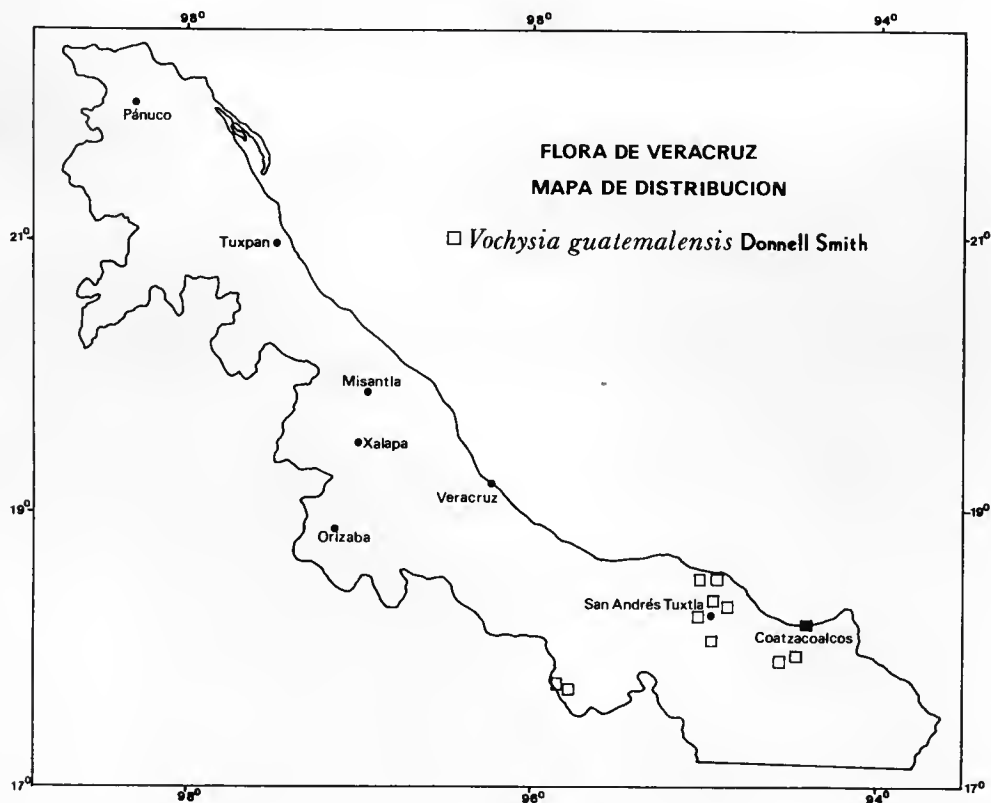 98° 98° 94°
Pánuco
FLORA DE VERACRUZ
MAPA DE DISTRIBUCION
Vochysia guatemalensis Donnell Smith
21° Tuxpan 21°
Misantla
Xalapa
Veracruz
19° 19°
Orizaba
San Andrés Tuxtla
Coatzacoalcos
17° 17°
98° 96° 94°